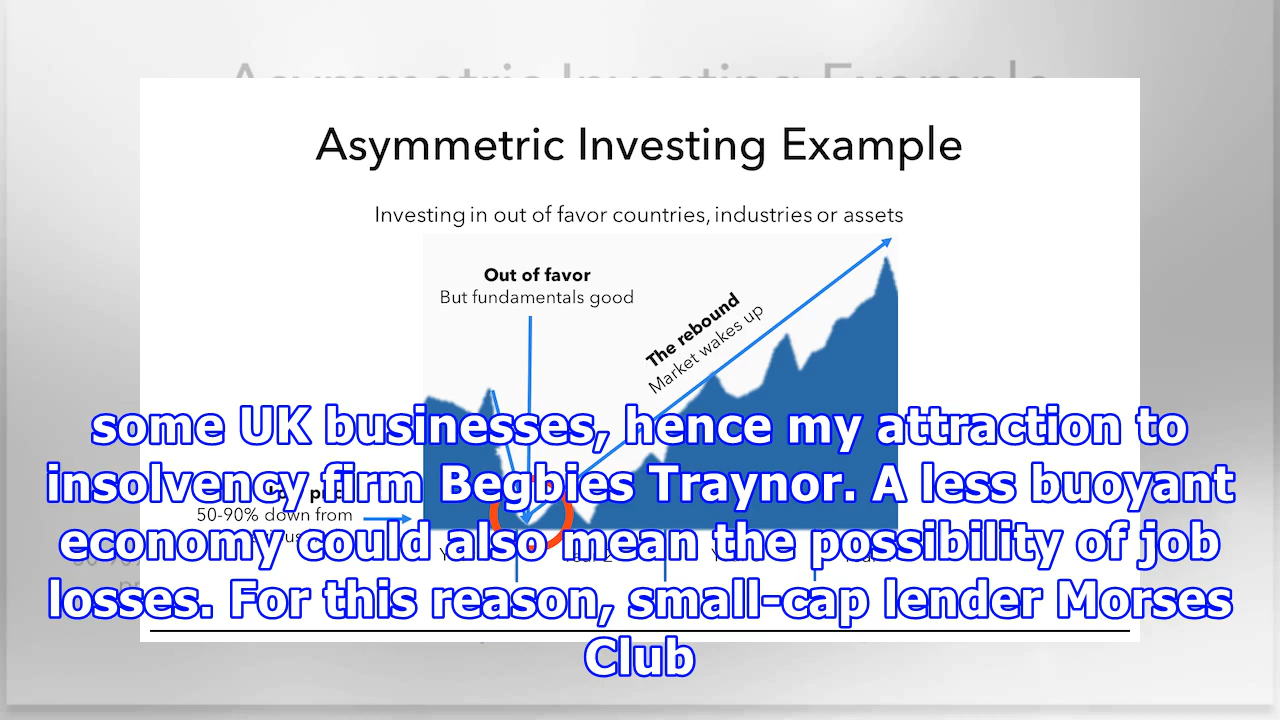 Asymmetric Investing Example
Asymmetric Investing Example
Investing in out of favor countries, industries or assets
Out of favor
But fundamentals good
The rebound
Market wakes up
some UK businesses, hence my attraction to
insolvency firm Begbies Traynor. A less buoyant
50-90% down from
economy could also mean the possibility of job
losses. For this reason, small-cap lender Morses
Club